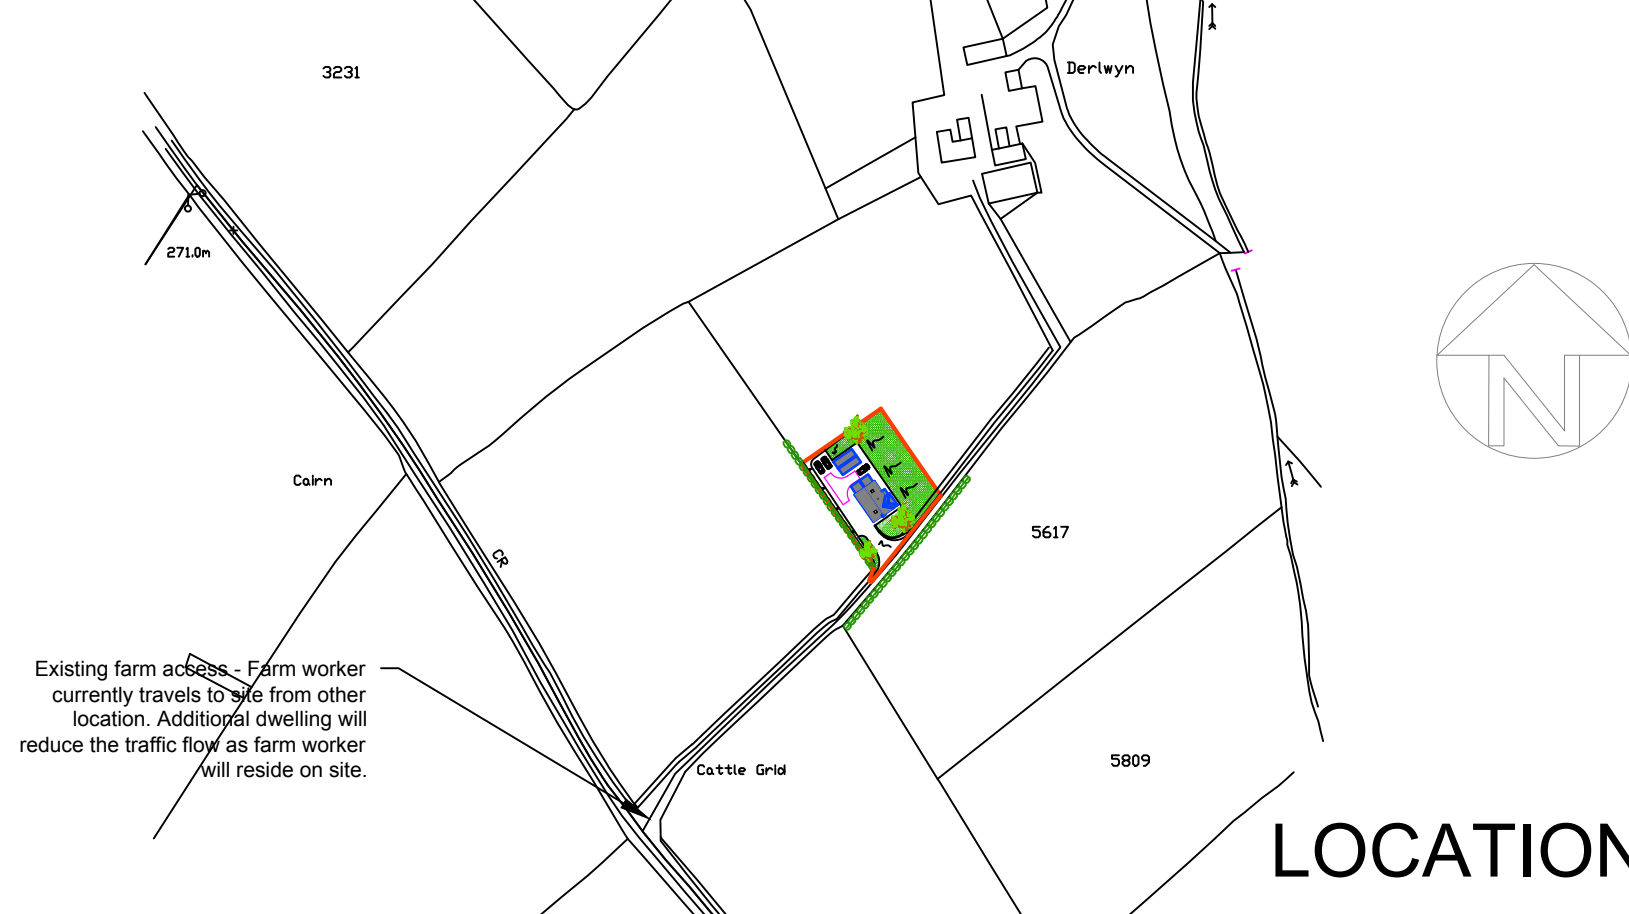 3231
Derlwyn
271.0m
N
Cairn
CR
5617
Existing farm access - Farm worker
currently travels to site from other
location. Additional dwelling will
reduce the traffic flow as farm worker
will reside on site.
Cattle Grid
5809
LOCATION